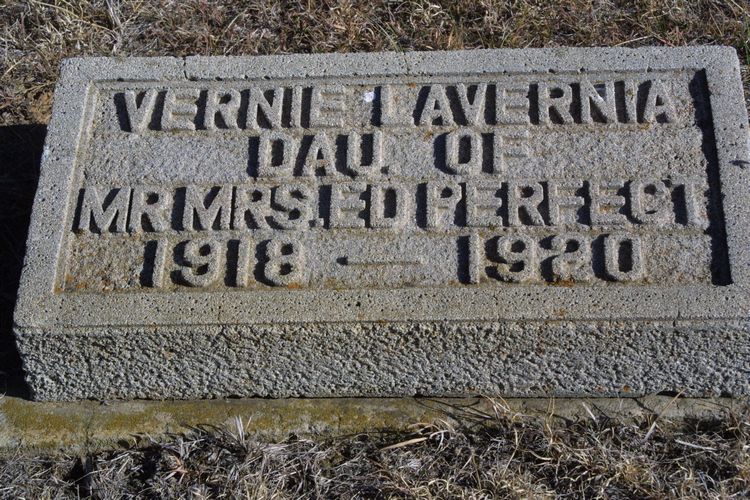 VERNIE LAVERNIA
DAU. OF
MR MRS. ED PERFECT
1918 — 1920